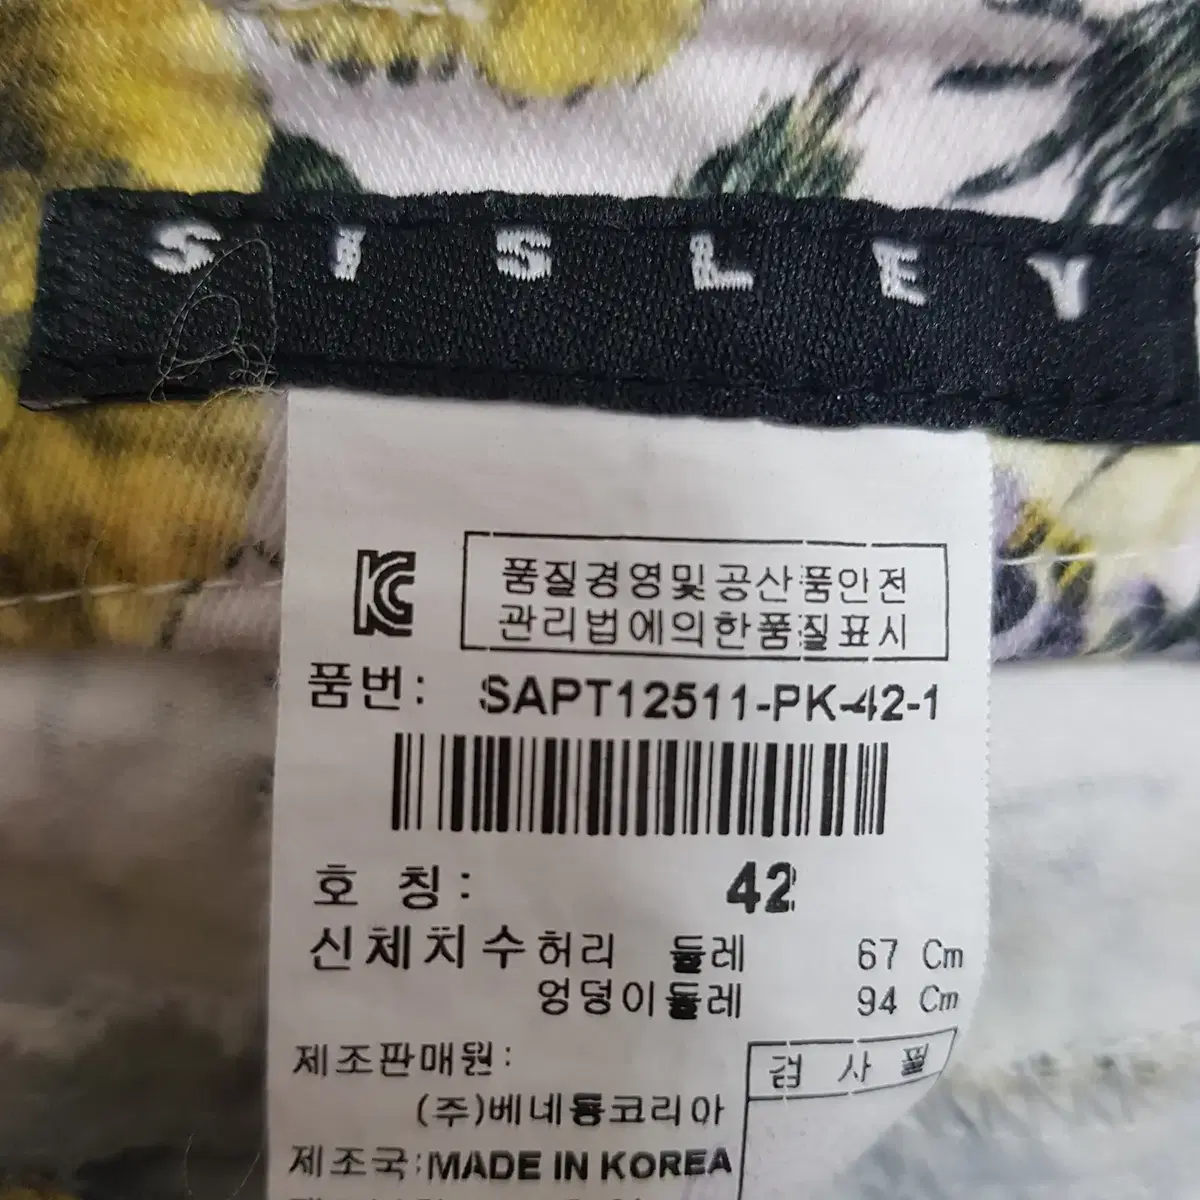 SISLEY
품질경영및공산품안전
관리법에의한품질표시
품번: SAPT12511-PK-42-1
호 칭: 42
신체치수 허리 둘레 67 Cm
엉덩이둘레 94 Cm
제조판매원:
검 사 필
(주)베네통코리아
제조국:MADE IN KOREA